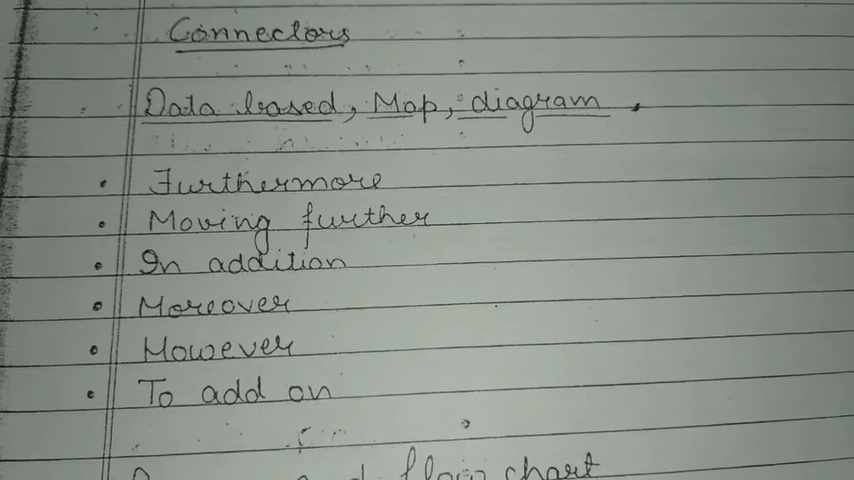 Connectors
Data based, Map, diagram.
• Furthermore
• Moving further
• In addition
• Moreover
• However
• To add on
flow chart